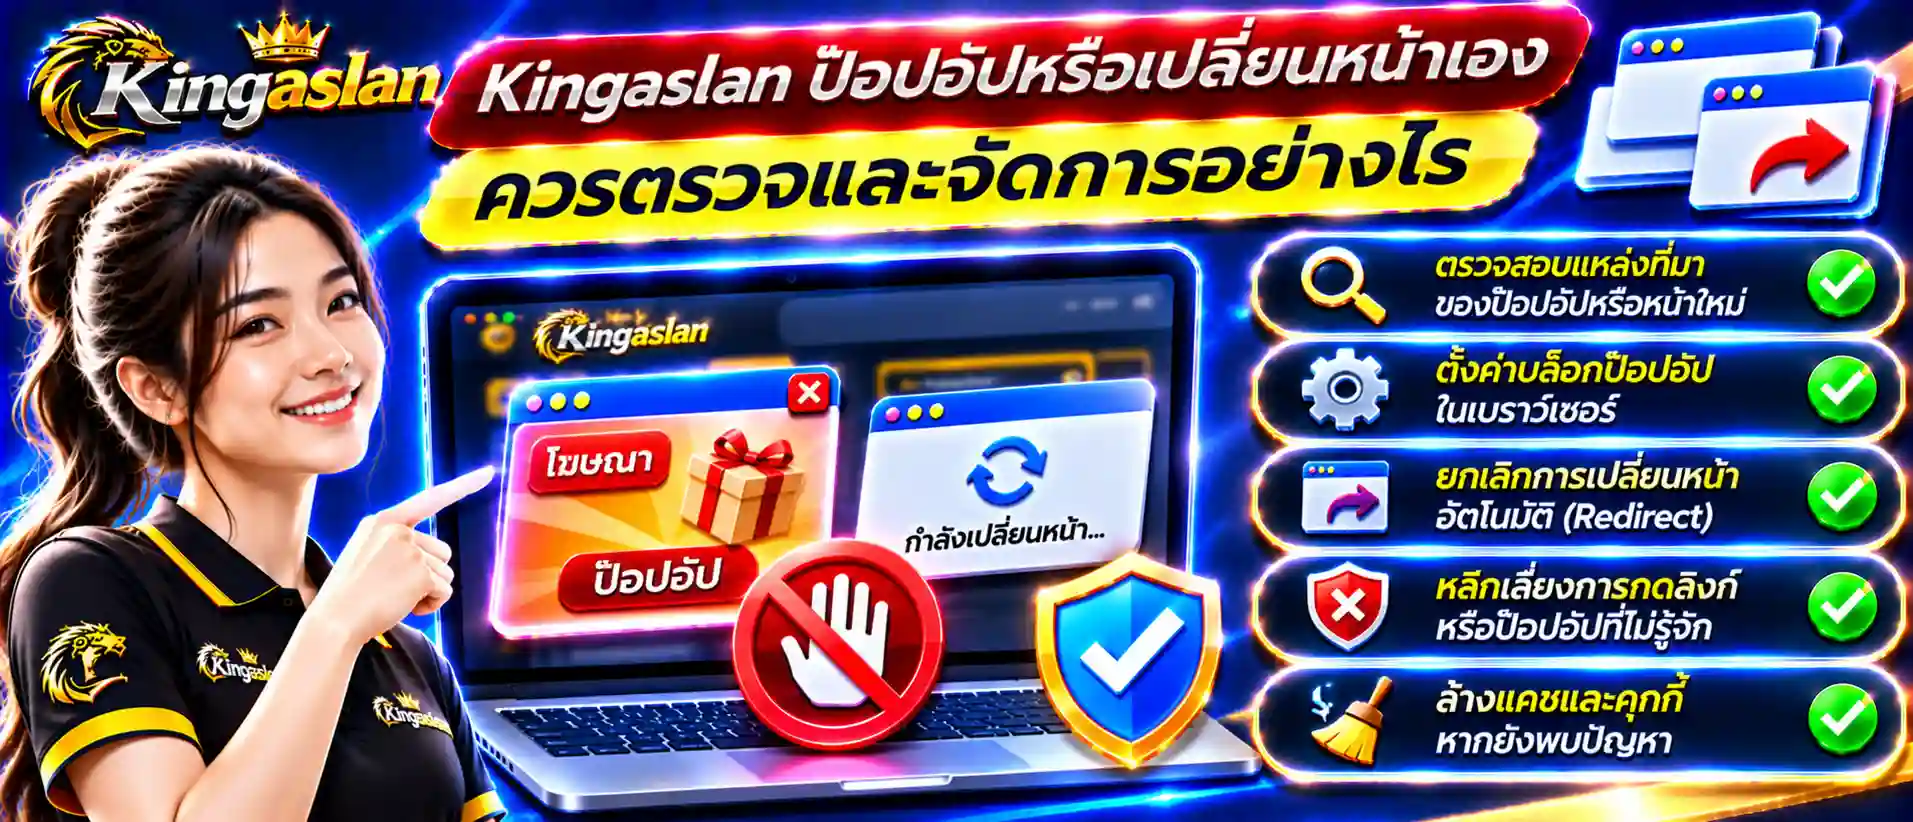 Kingaslan
Kingaslan ป๊อปอัปหรือเปลี่ยนหน้าเอง
ควรตรวจและจัดการอย่างไร
Kingaslan
โฆษณา
ป๊อปอัป
กำลังเปลี่ยนหน้า...
ตรวจสอบแหล่งที่มา
ของป๊อปอัปหรือหน้าใหม่
ตั้งค่าบล็อกป๊อปอัป
ในเบราว์เซอร์
ยกเลิกการเปลี่ยนหน้า
อัตโนมัติ (Redirect)
หลีกเลี่ยงการกดลิงก์
หรือป๊อปอัปที่ไม่รู้จัก
ล้างแคชและคุกกี้
หากยังพบปัญหา
Kingaslan
Kingaslan